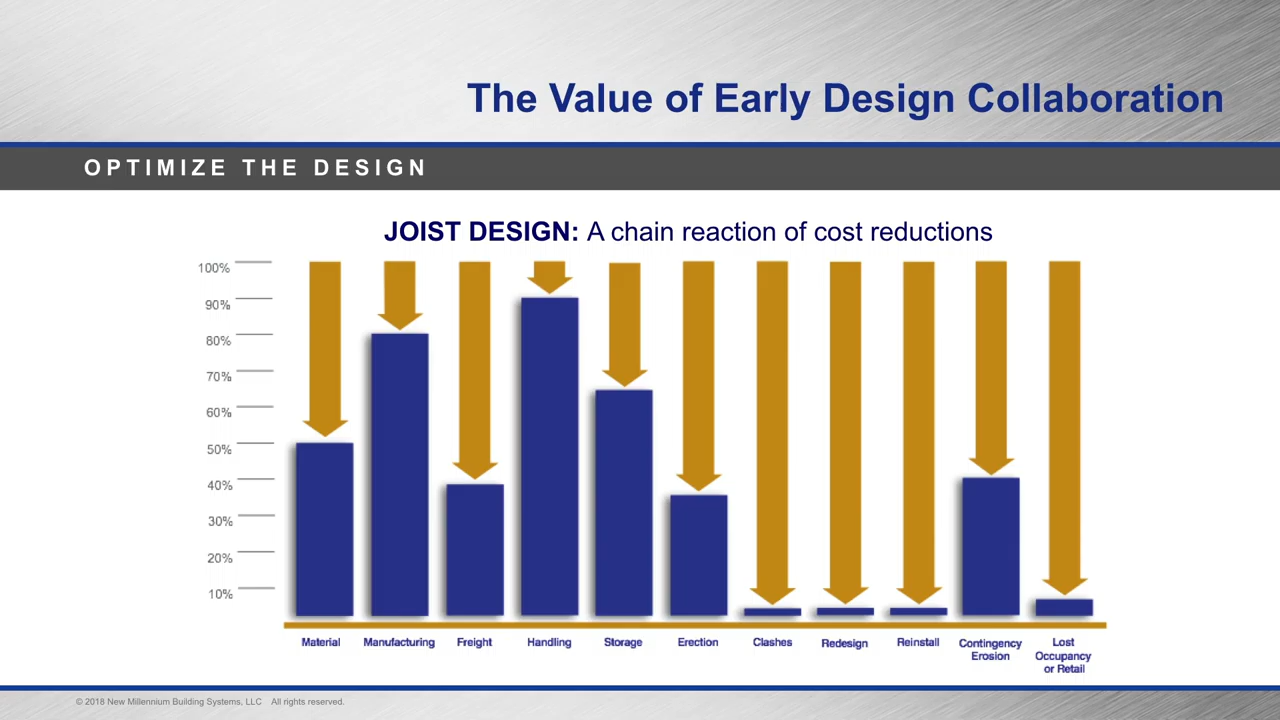 The Value of Early Design Collaboration
OPTIMIZE THE DESIGN
JOIST DESIGN: A chain reaction of cost reductions
100%
90%
80%
70%
60%
50%
40%
30%
20%
10%
Material
Manufacturing
Freight
Handling
Storage
Erection
Clashes
Redesign
Reinstall
Contingency
Erosion
Lost
Occupancy
or Retail
© 2018 New Millennium Building Systems, LLC All rights reserved.